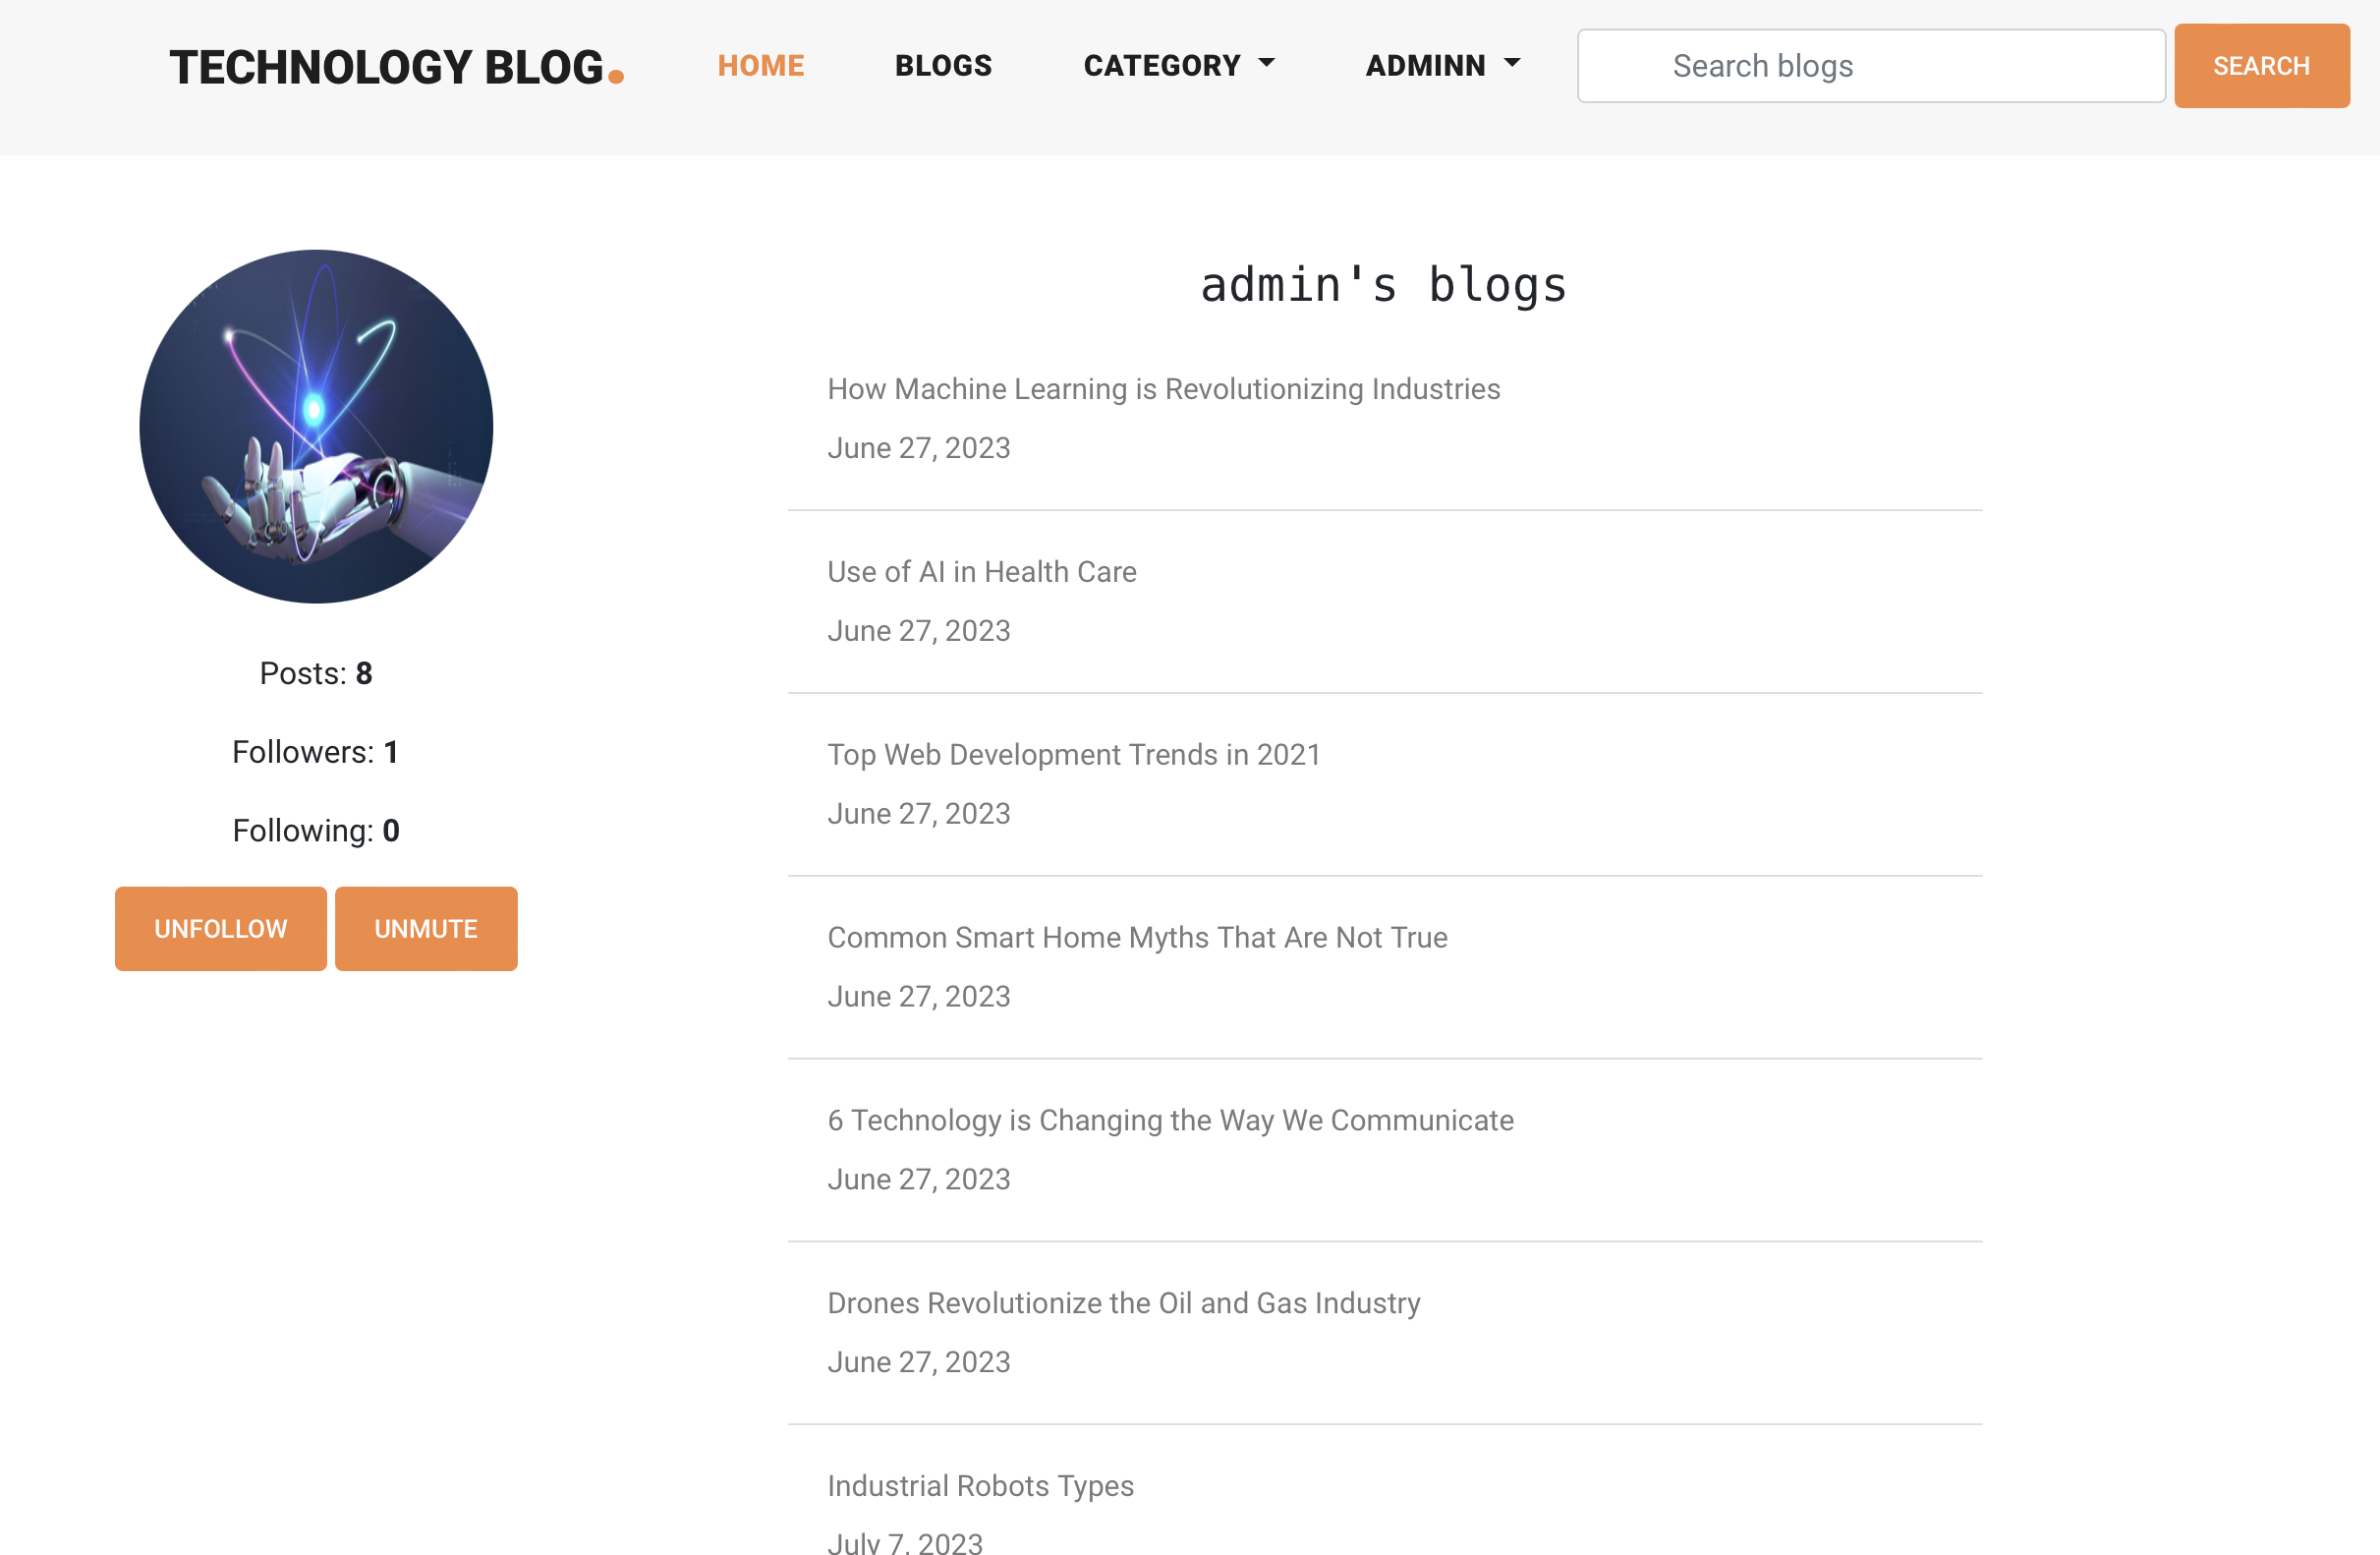 TECHNOLOGY BLOG.
HOME
BLOGS
CATEGORY
ADMINN
Search blogs
SEARCH
Posts: 8
Followers: 1
Following: 0
UNFOLLOW
UNMUTE
admin's blogs
How Machine Learning is Revolutionizing Industries
June 27, 2023
Use of AI in Health Care
June 27, 2023
Top Web Development Trends in 2021
June 27, 2023
Common Smart Home Myths That Are Not True
June 27, 2023
6 Technology is Changing the Way We Communicate
June 27, 2023
Drones Revolutionize the Oil and Gas Industry
June 27, 2023
Industrial Robots Types
July 7, 2023